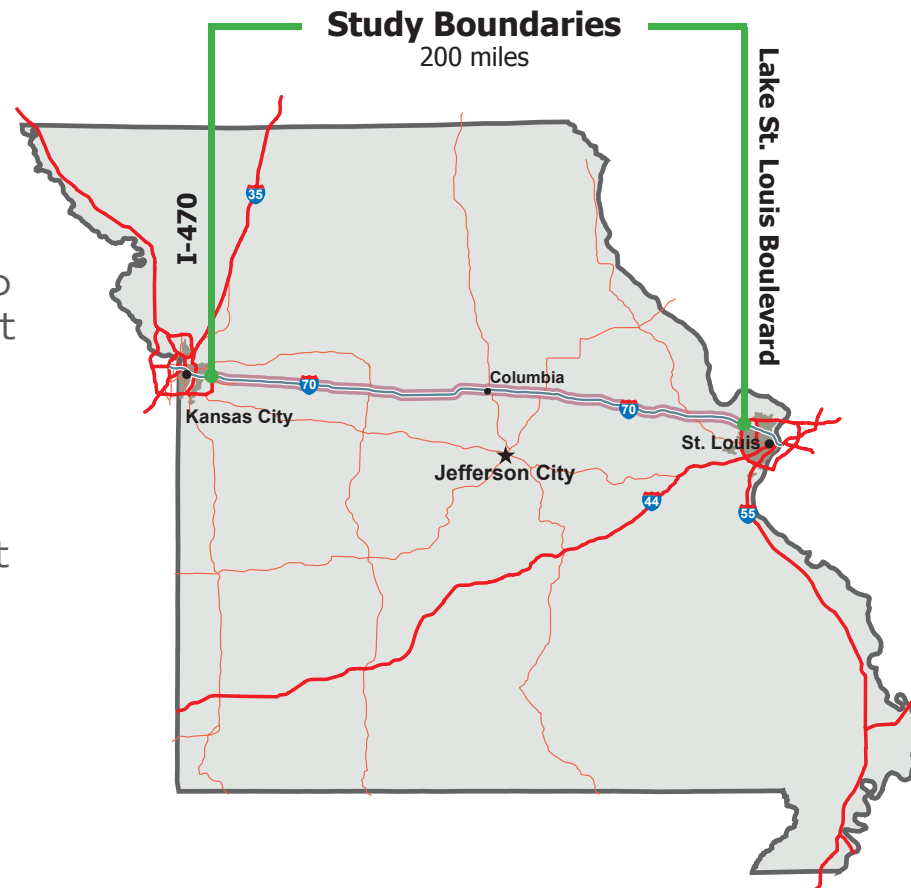 Study Boundaries
200 miles
Lake St. Louis Boulevard
I-470
35
70
Columbia
70
Kansas City
St. Louis
Jefferson City
44
55
t
t